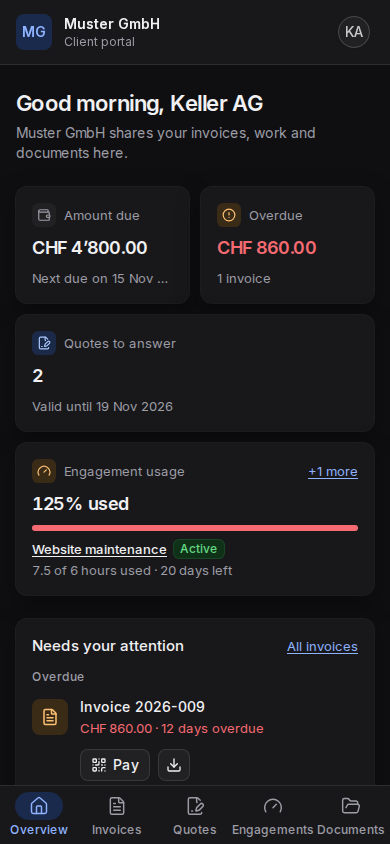 MG
Muster GmbH
Client portal
KA
Good morning, Keller AG
Muster GmbH shares your invoices, work and
documents here.
Amount due
CHF 4’800.00
Next due on 15 Nov ...
Overdue
CHF 860.00
1 invoice
Quotes to answer
2
Valid until 19 Nov 2026
Engagement usage
+1 more
125% used
Website maintenance
Active
7.5 of 6 hours used · 20 days left
Needs your attention
All invoices
Overdue
Invoice 2026-009
CHF 860.00 · 12 days overdue
Pay
Overview
Invoices
Quotes
Engagements
Documents